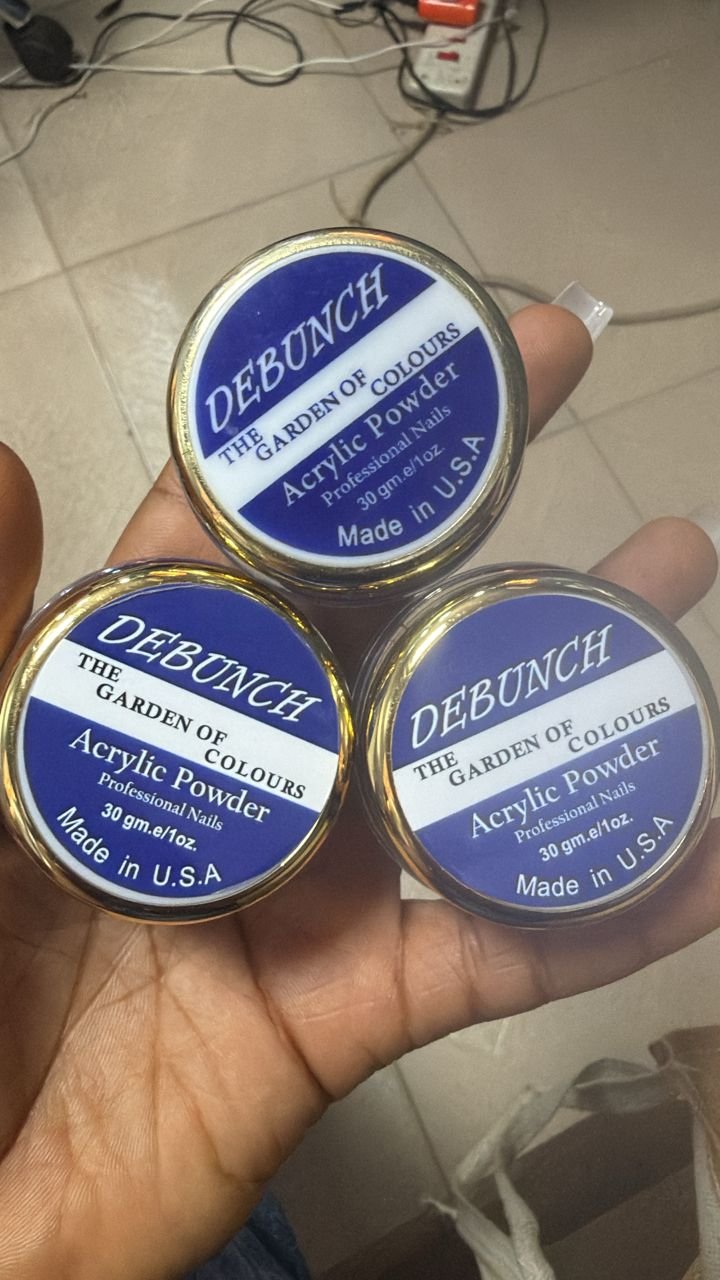 DEBUNCH
THE
GARDEN OF
COLOURS
Acrylic Powder
Professional Nails
30 gm.e/1oz.
Made in U.S.A
DEBUNCH
THE
GARDEN OF
COLOURS
Acrylic Powder
Professional Nails
30 gm.e/1oz.
Made in U.S.A
DEBUNCH
THE
GARDEN OF
COLOURS
Acrylic Powder
Professional Nails
30 gm.e/1oz.
Made in U.S.A